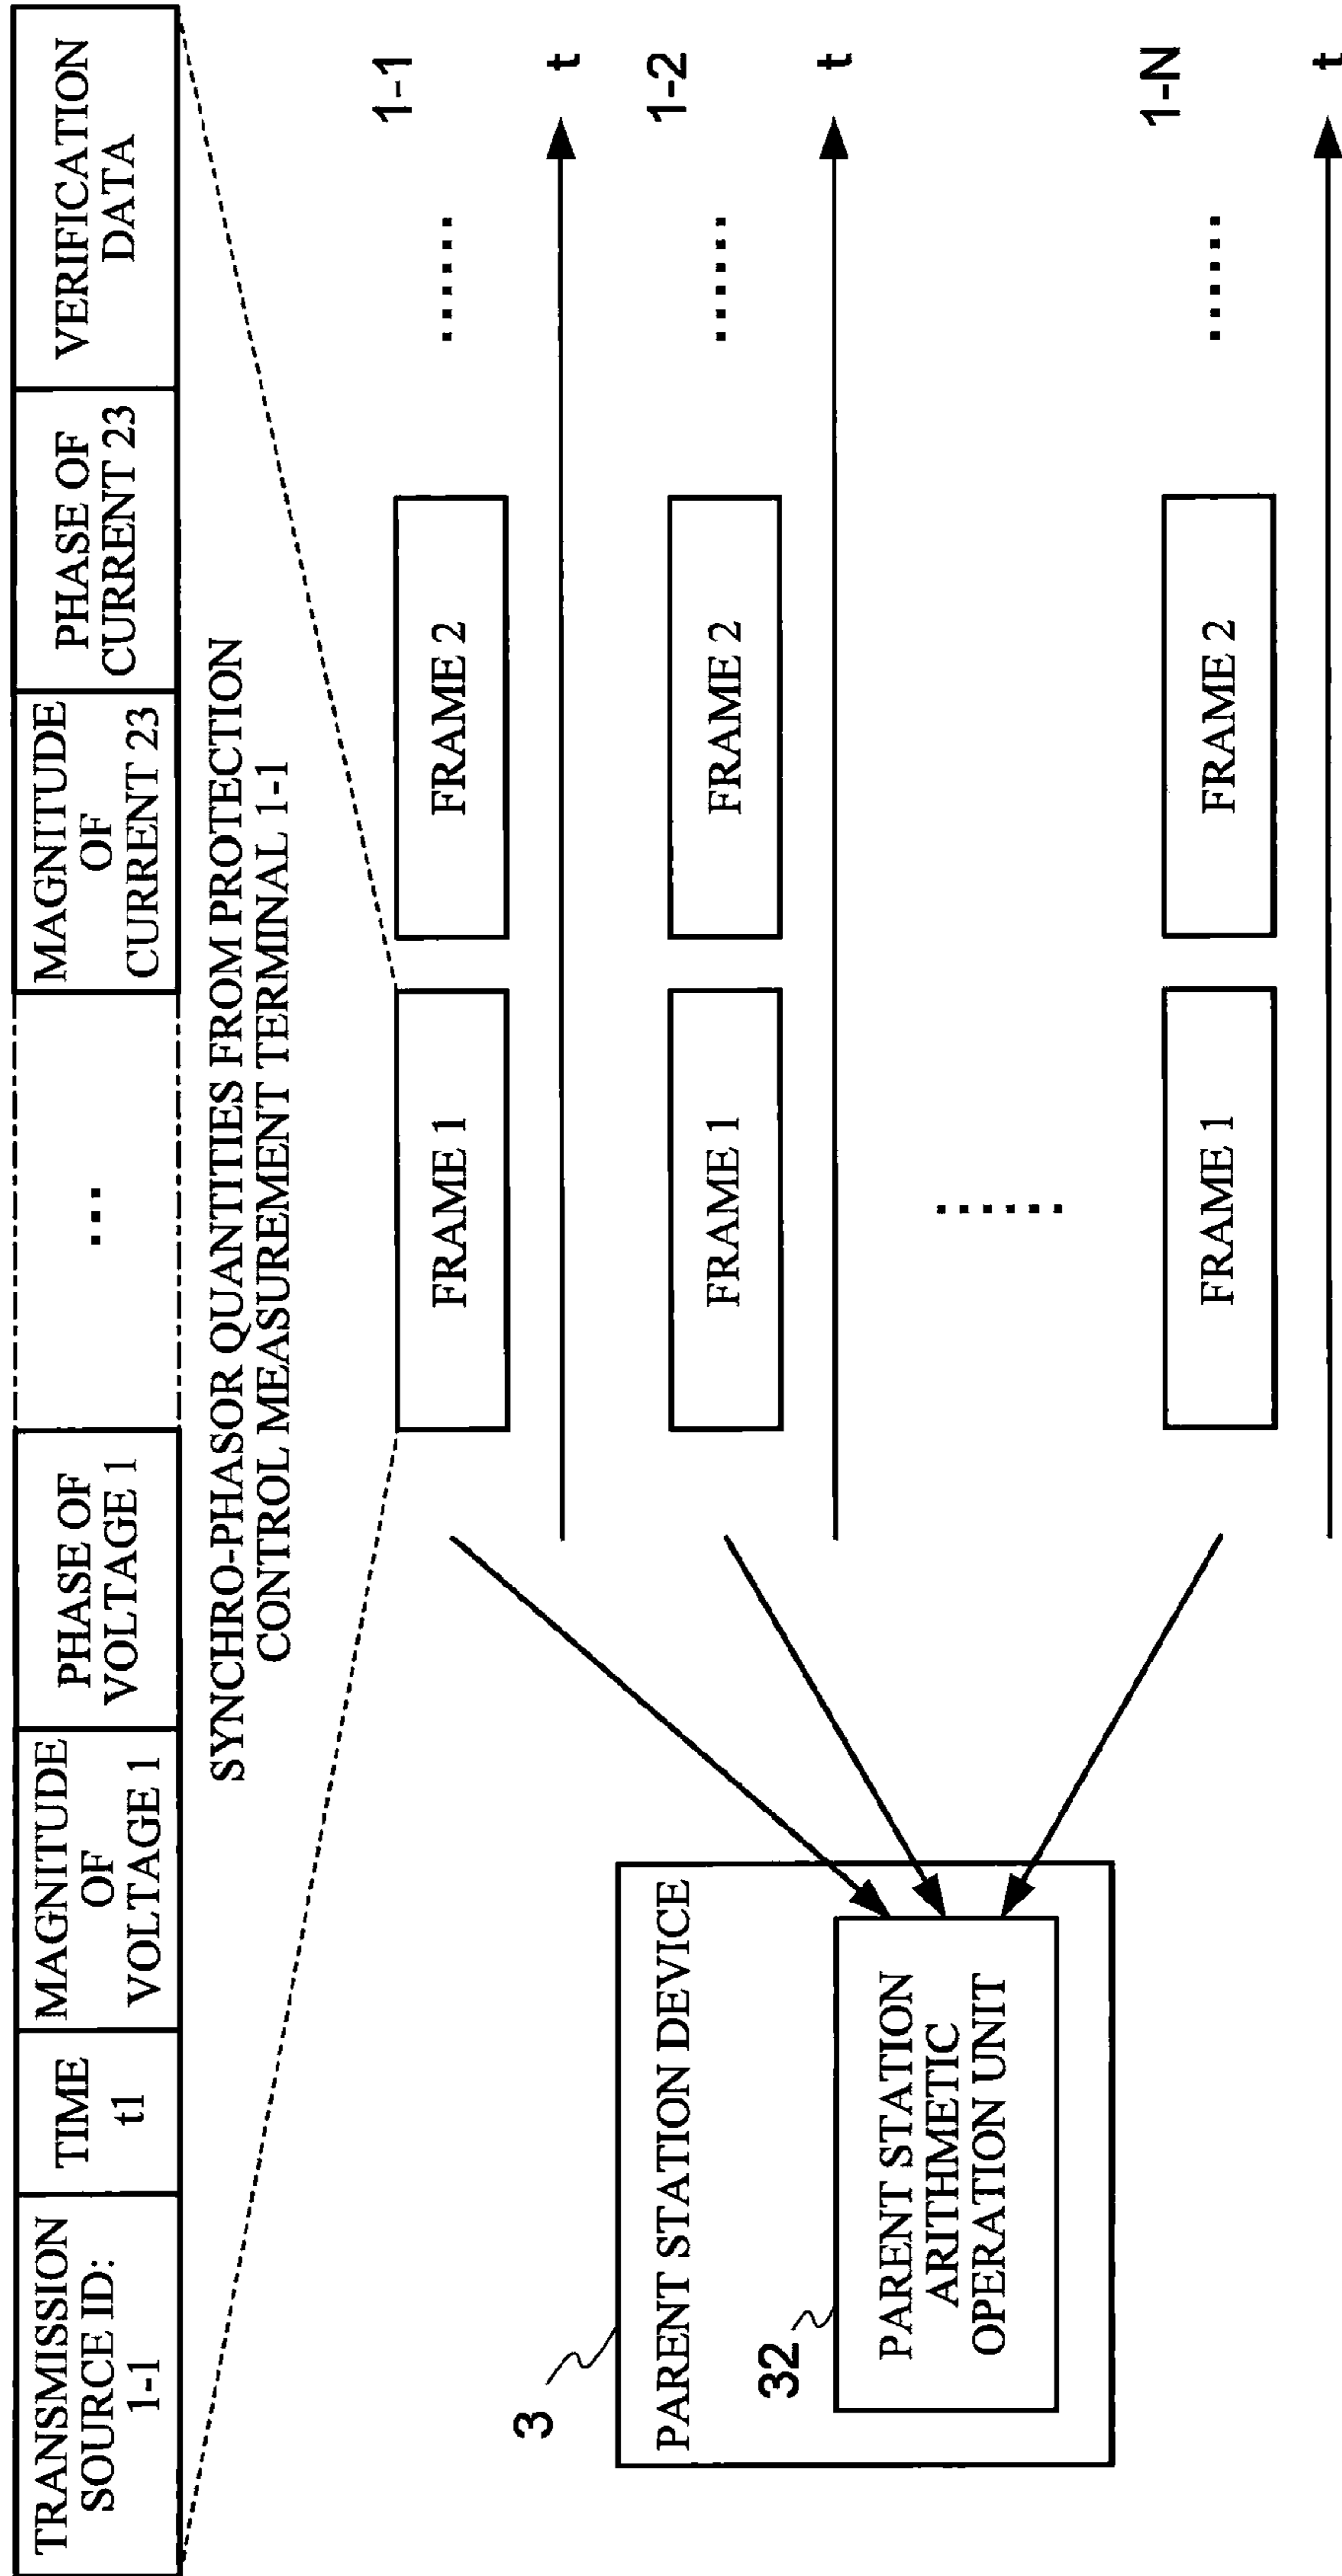 TRANSMISSION
SOURCE ID:
1-1
TIME
t1
MAGNITUDE
OF
VOLTAGE 1
PHASE OF
VOLTAGE 1
...
MAGNITUDE
OF
CURRENT 23
PHASE OF
CURRENT 23
VERIFICATION
DATA
SYNCHRO-PHASOR QUANTITIES FROM PROTECTION
CONTROL MEASUREMENT TERMINAL 1-1
FRAME 1
FRAME 2
......
1-1
t
FRAME 1
FRAME 2
......
1-2
t
......
FRAME 1
FRAME 2
......
1-N
t
3
PARENT STATION DEVICE
32
PARENT STATION
ARITHMETIC
OPERATION UNIT